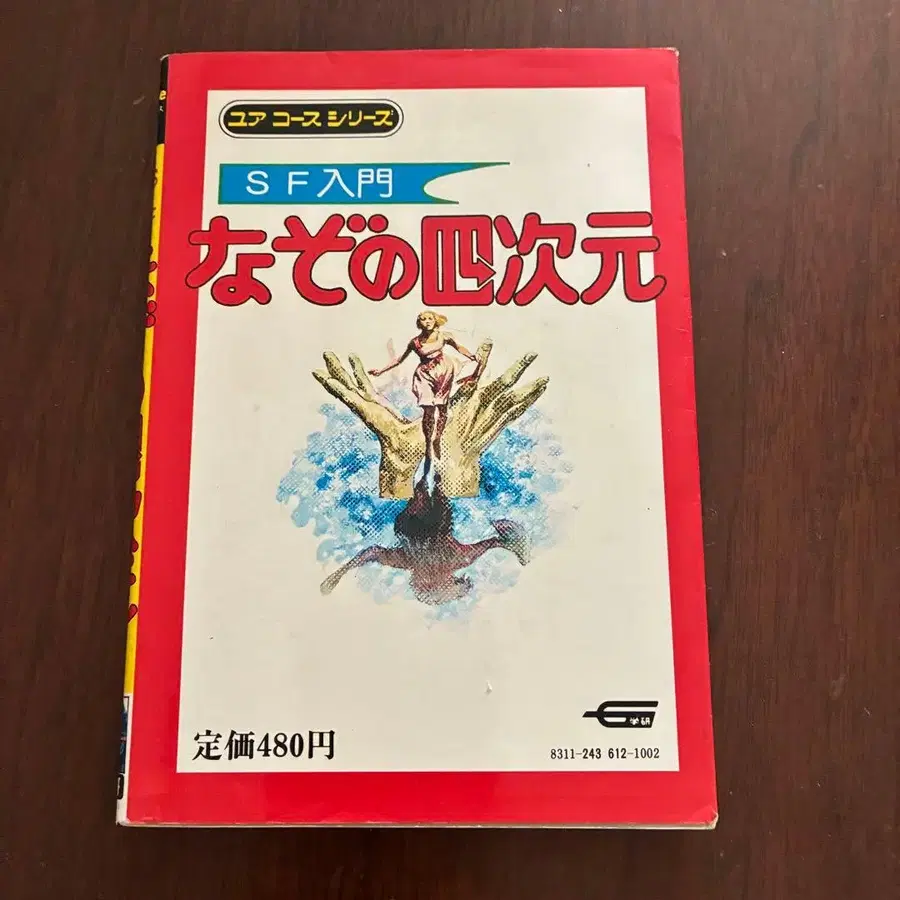 ユア コース シリーズ
SF入門
なぞの四次元
定価480円
学研
8311-243 612-1002